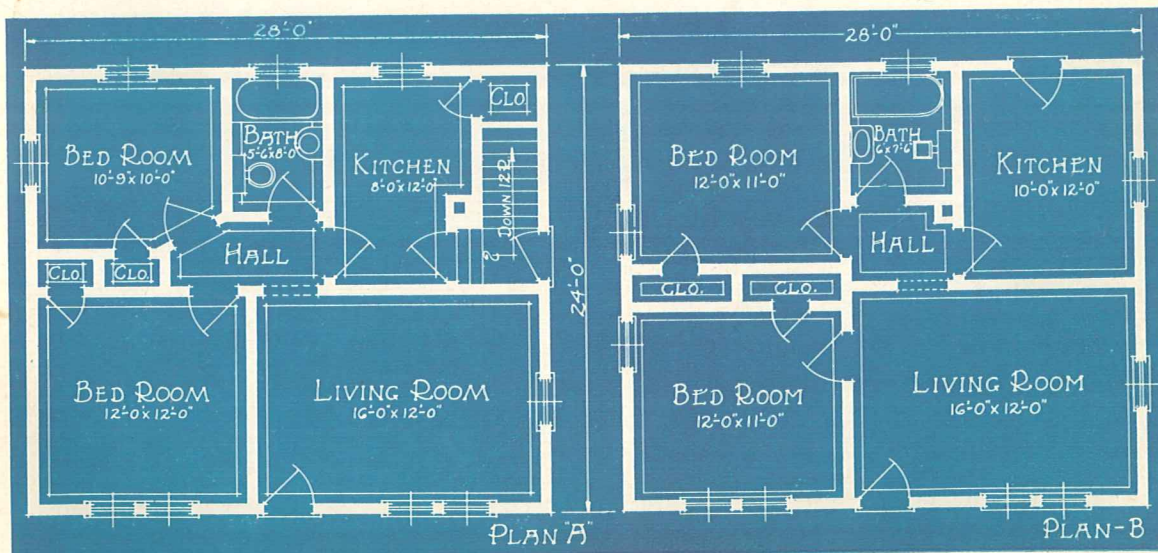 28'-0"
BED ROOM
10'-9"x10'-0"
BATH
5'-6"x8'-0"
KITCHEN
8'-0"x12'-0"
CLO.
DOWN 12 R
HALL
CLO.
CLO.
BED ROOM
12'-0"x12'-0"
LIVING ROOM
16'-0"x12'-0"
PLAN "A"
24'-0"
28'-0"
BED ROOM
12'-0"x11'-0"
BATH
6'x7'-6"
KITCHEN
10'-0"x12'-0"
HALL
CLO.
CLO.
BED ROOM
12'-0"x11'-0"
LIVING ROOM
16'-0"x12'-0"
PLAN-B